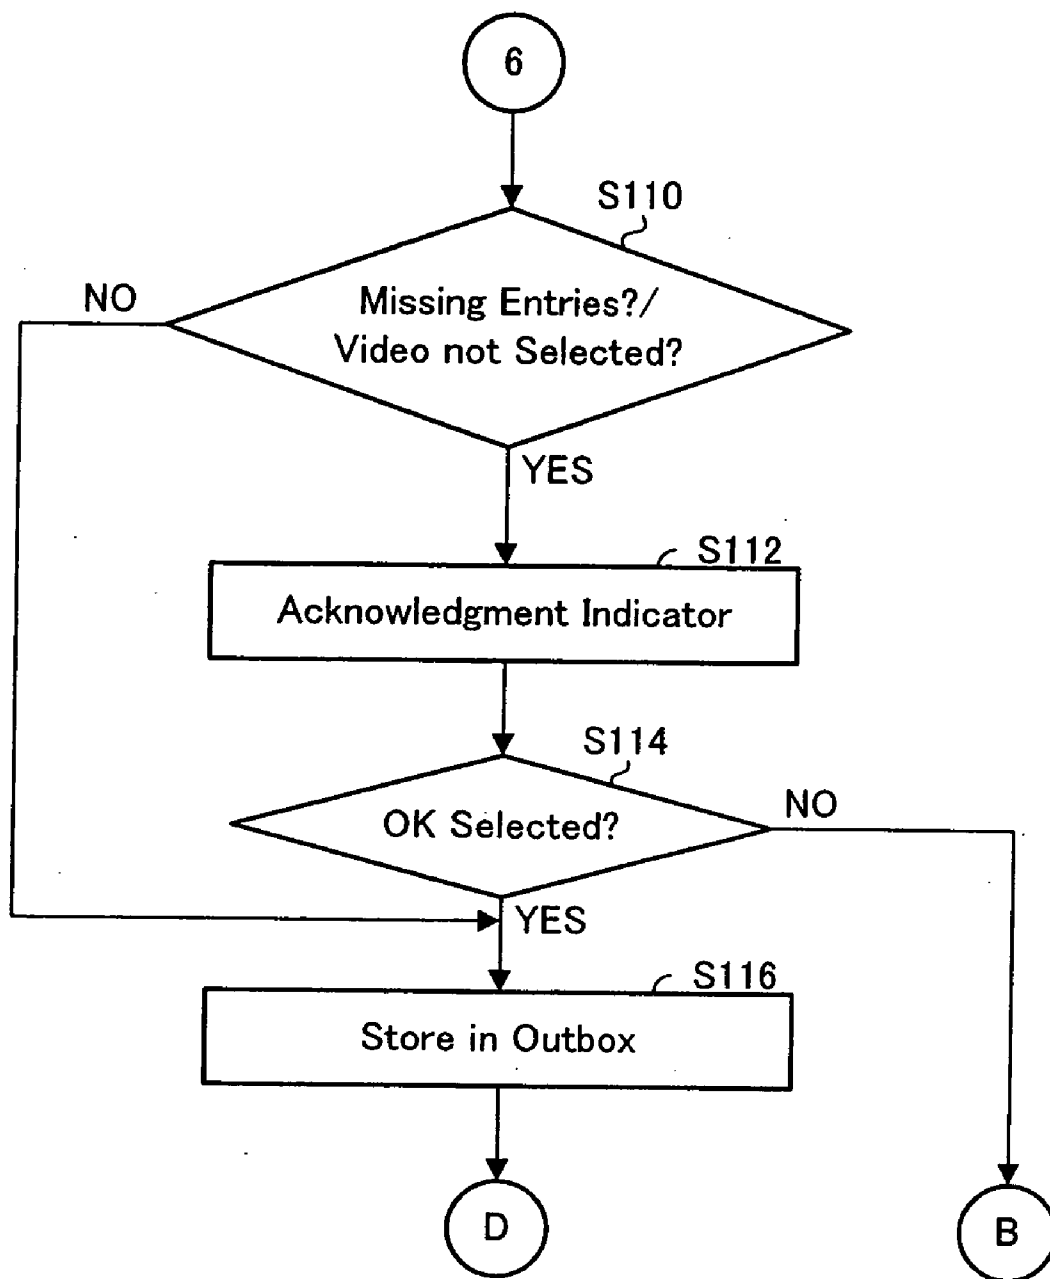 6
S110
NO
Missing Entries?/
Video not Selected?
YES
S112
Acknowledgment Indicator
S114
OK Selected?
NO
YES
S116
Store in Outbox
D
B